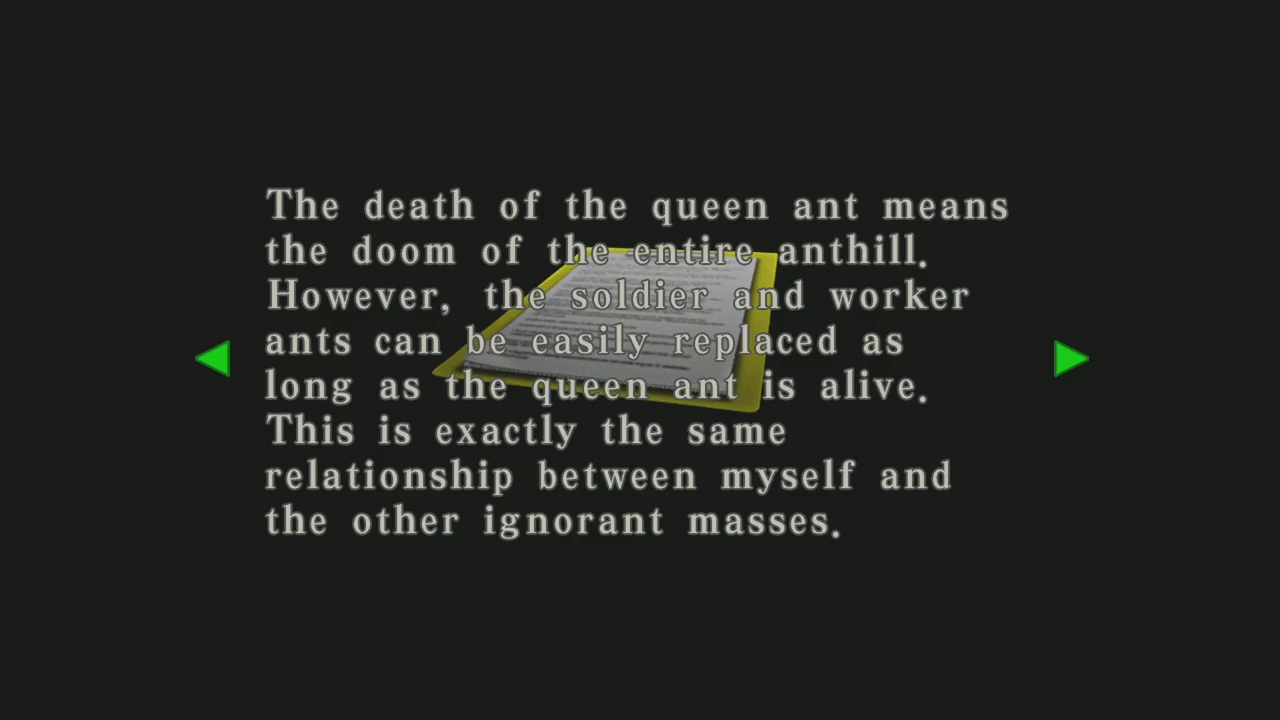 The death of the queen ant means
the doom of the entire anthill.
However, the soldier and worker
ants can be easily replaced as
long as the queen ant is alive.
This is exactly the same
relationship between myself and
the other ignorant masses.